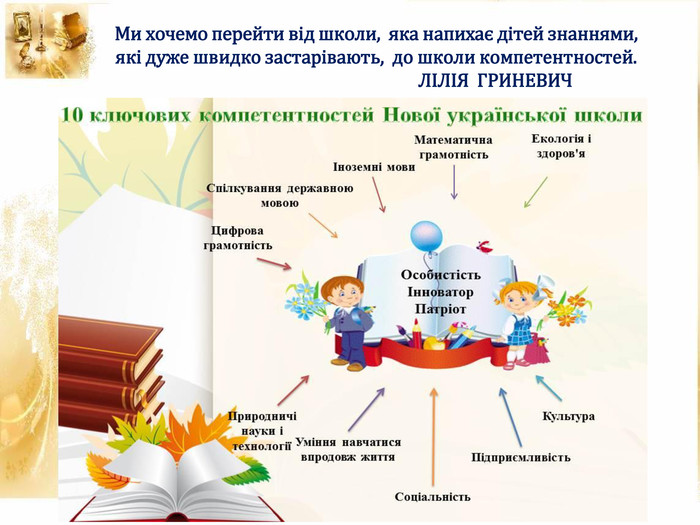 Ми хочемо перейти від школи, яка напихає дітей знаннями,
які дуже швидко застарівають, до школи компетентностей.
ЛІЛІЯ ГРИНЕВИЧ
10 ключових компетентностей Нової української школи
Математична
грамотність
Екологія і
здоров'я
Іноземні мови
Спілкування державною
мовою
Цифрова
грамотність
Особистість
Інноватор
Патріот
Природничі
науки і
технології
Уміння навчатися
впродовж життя
Соціальність
Підприємливість
Культура